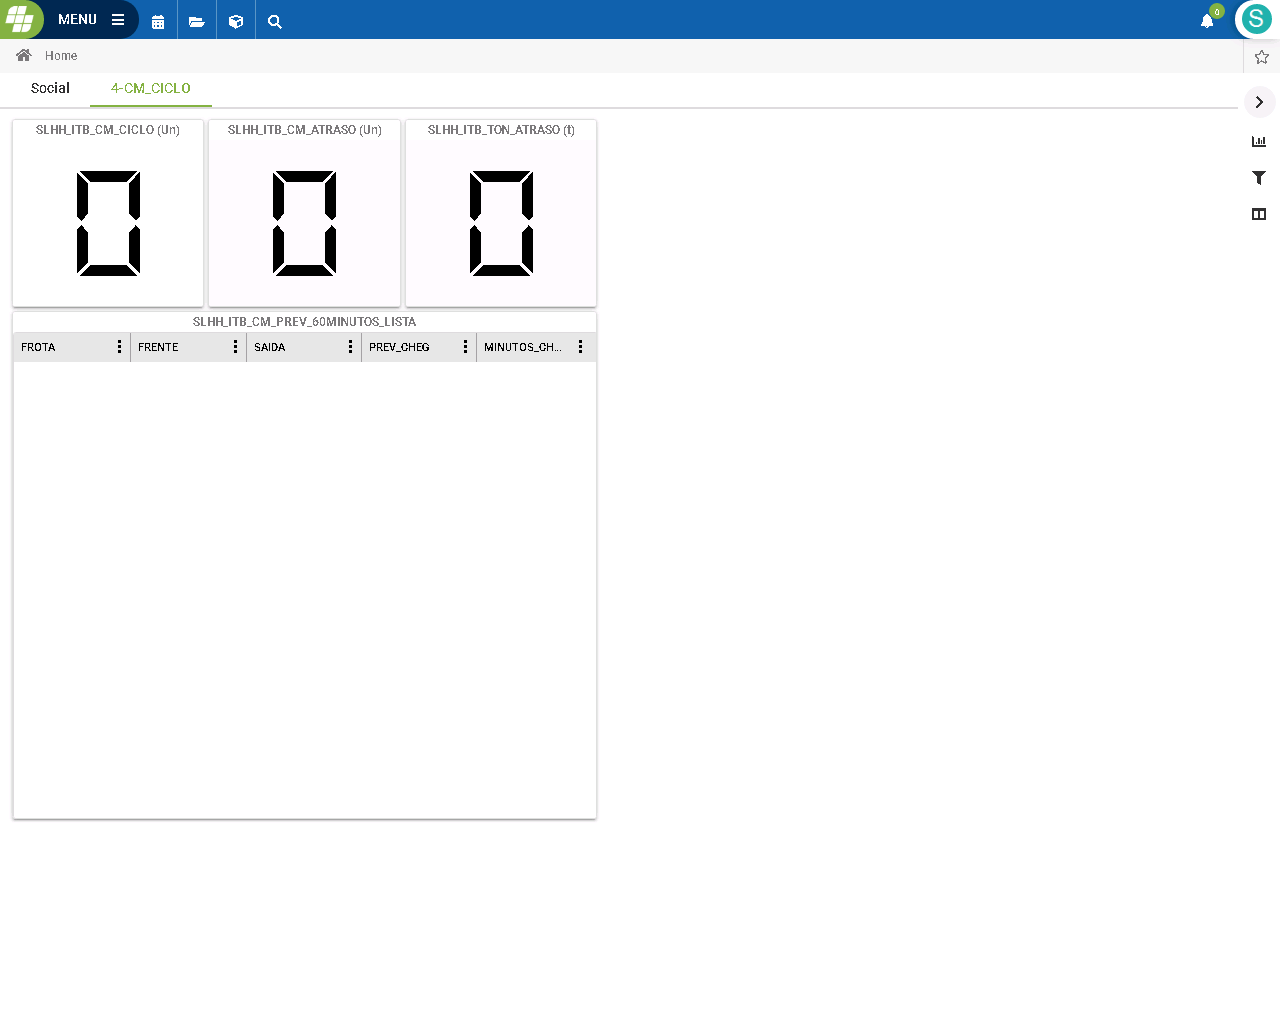 MENU
0
S
Home
Social
4-CM_CICLO
SLHH_ITB_CM_CICLO (Un)
SLHH_ITB_CM_ATRASO (Un)
SLHH_ITB_TON_ATRASO (t)
0
0
0
SLHH_ITB_CM_PREV_60MINUTOS_LISTA
FROTA
FRENTE
SAIDA
PREV_CHEG
MINUTOS_CH...